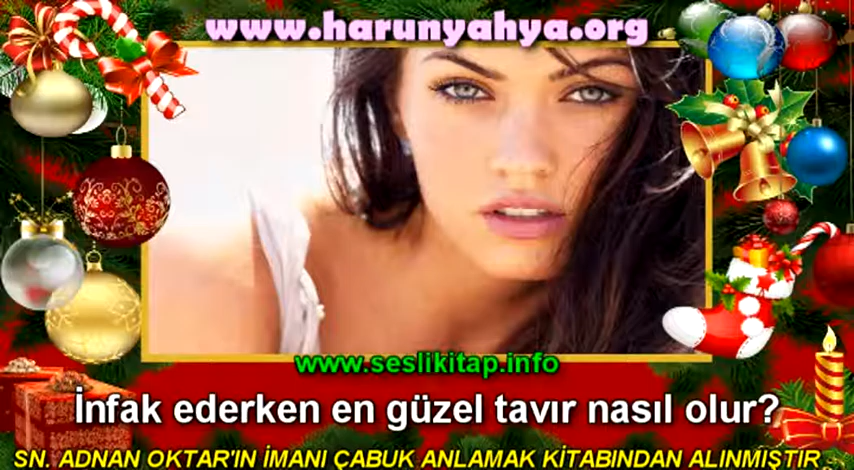 www.harunyahya.org
www.seslikitap.info
İnfak ederken en güzel tavır nasıl olur?
SN. ADNAN OKTAR'IN İMANI ÇABUK ANLAMAK KİTABINDAN ALINMIŞTIR